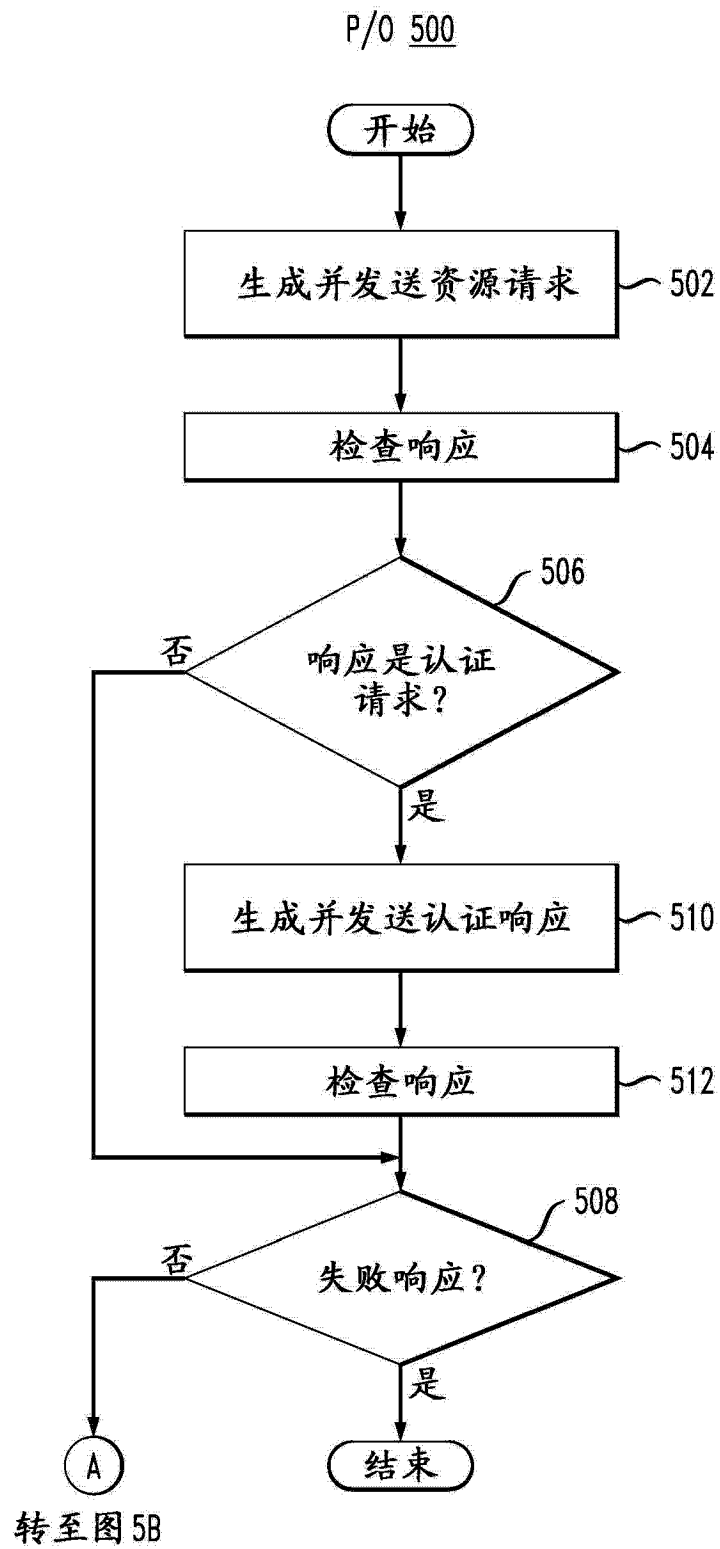 P/O 500
开始
生成并发送资源请求
502
检查响应
504
506
响应是认证
请求?
否
是
生成并发送认证响应
510
检查响应
512
508
失败响应?
否
是
A
结束
转至图5B